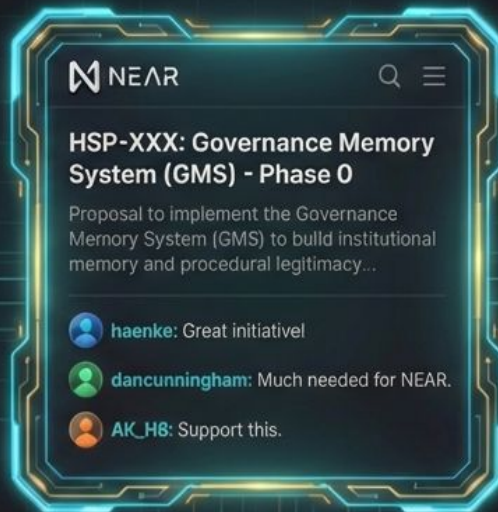 NEAR
HSP-XXX: Governance Memory
System (GMS) - Phase 0
Proposal to implement the Governance
Memory System (GMS) to build institutional
memory and procedural legitimacy...
haenke: Great initiative!
dancunningham: Much needed for NEAR.
AK_H8: Support this.